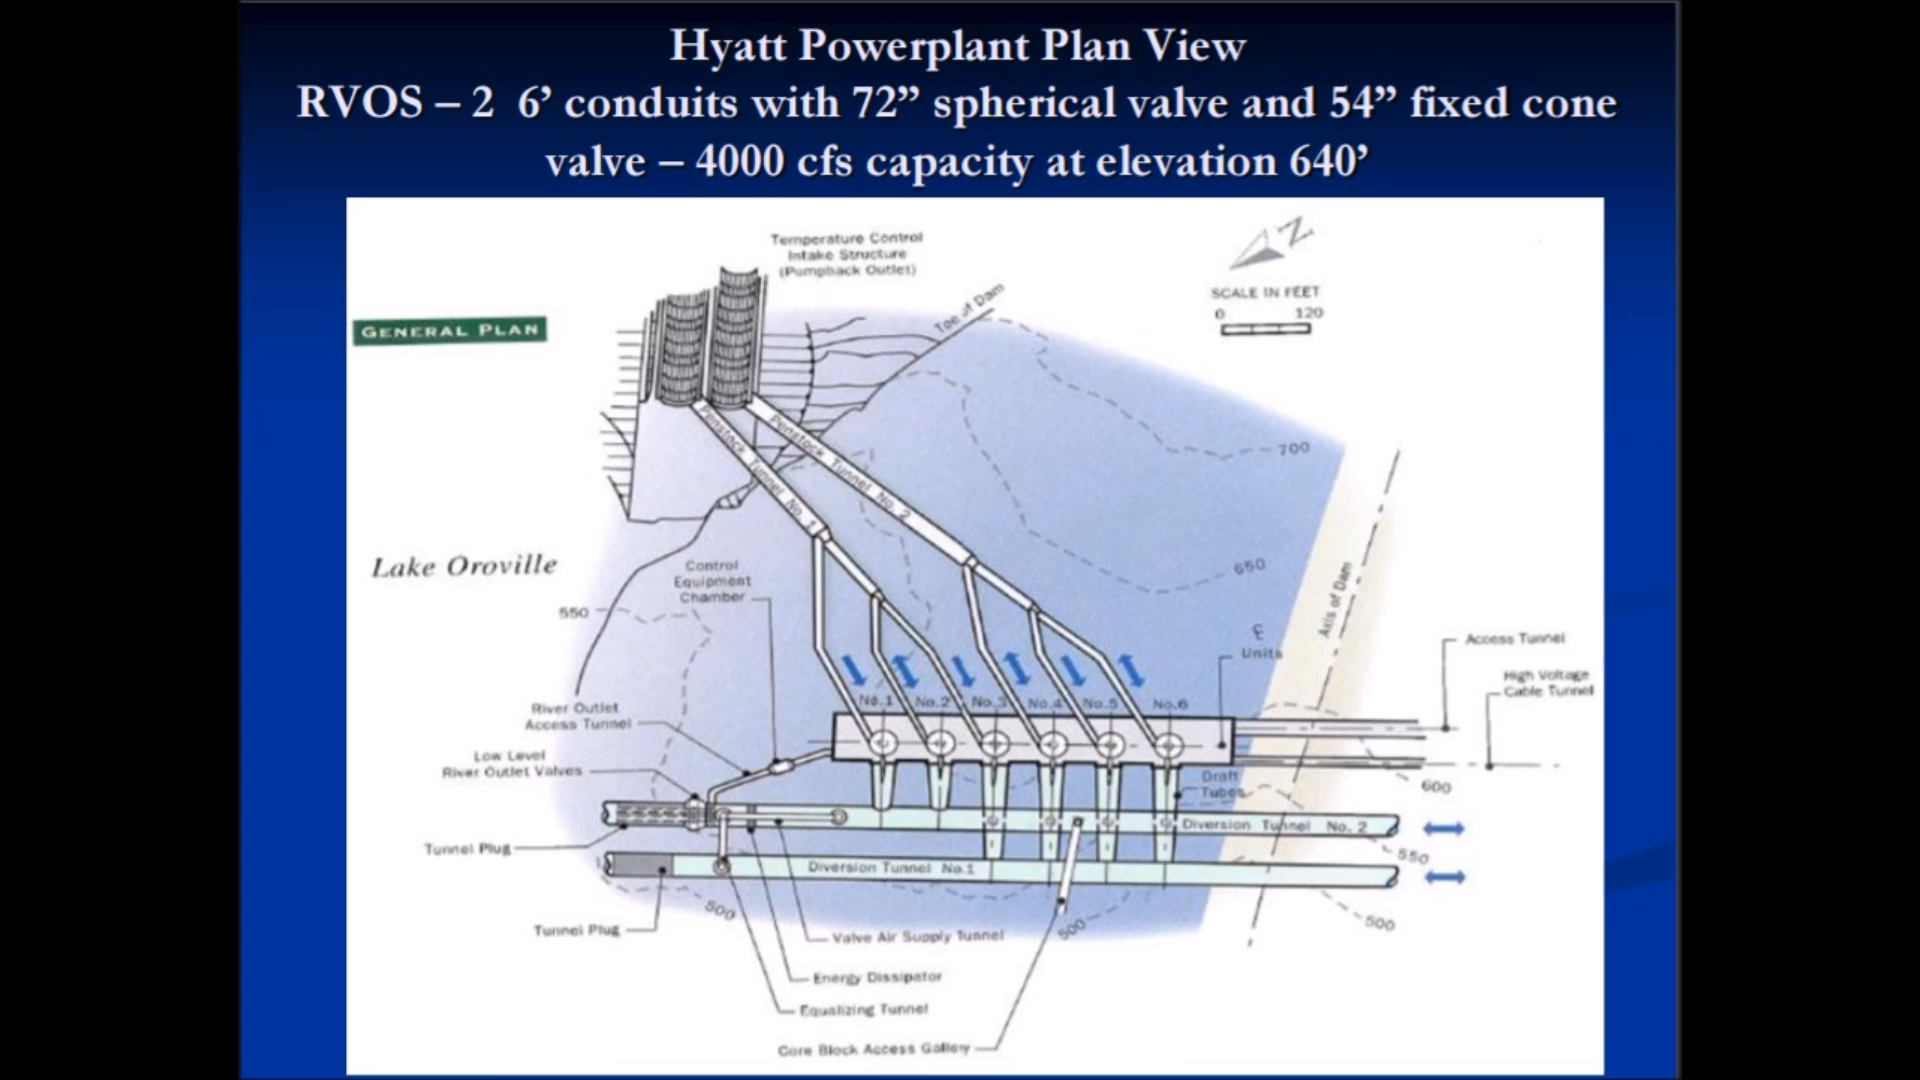 Hyatt Powerplant Plan View
RVOS – 2 6’ conduits with 72” spherical valve and 54” fixed cone
valve – 4000 cfs capacity at elevation 640’
Temperature Control
Intake Structure
(Pumpback Outlet)
N
SCALE IN FEET
0 120
GENERAL PLAN
Toe of Dam
Penstock Tunnel No. 1
Penstock Tunnel No. 2
700
Lake Oroville
Control
Equipment
Chamber
650
550
Axis of Dam
Units
Access Tunnel
High Voltage
Cable Tunnel
River Outlet
Access Tunnel
No.1 No.2 No.3 No.4 No.5 No.6
Low Level
River Outlet Valves
Draft
Tubes
600
Diversion Tunnel No. 2
Tunnel Plug
550
Diversion Tunnel No.1
500
500
500
Tunnel Plug
Valve Air Supply Tunnel
Energy Dissipator
Equalizing Tunnel
Core Block Access Gallery